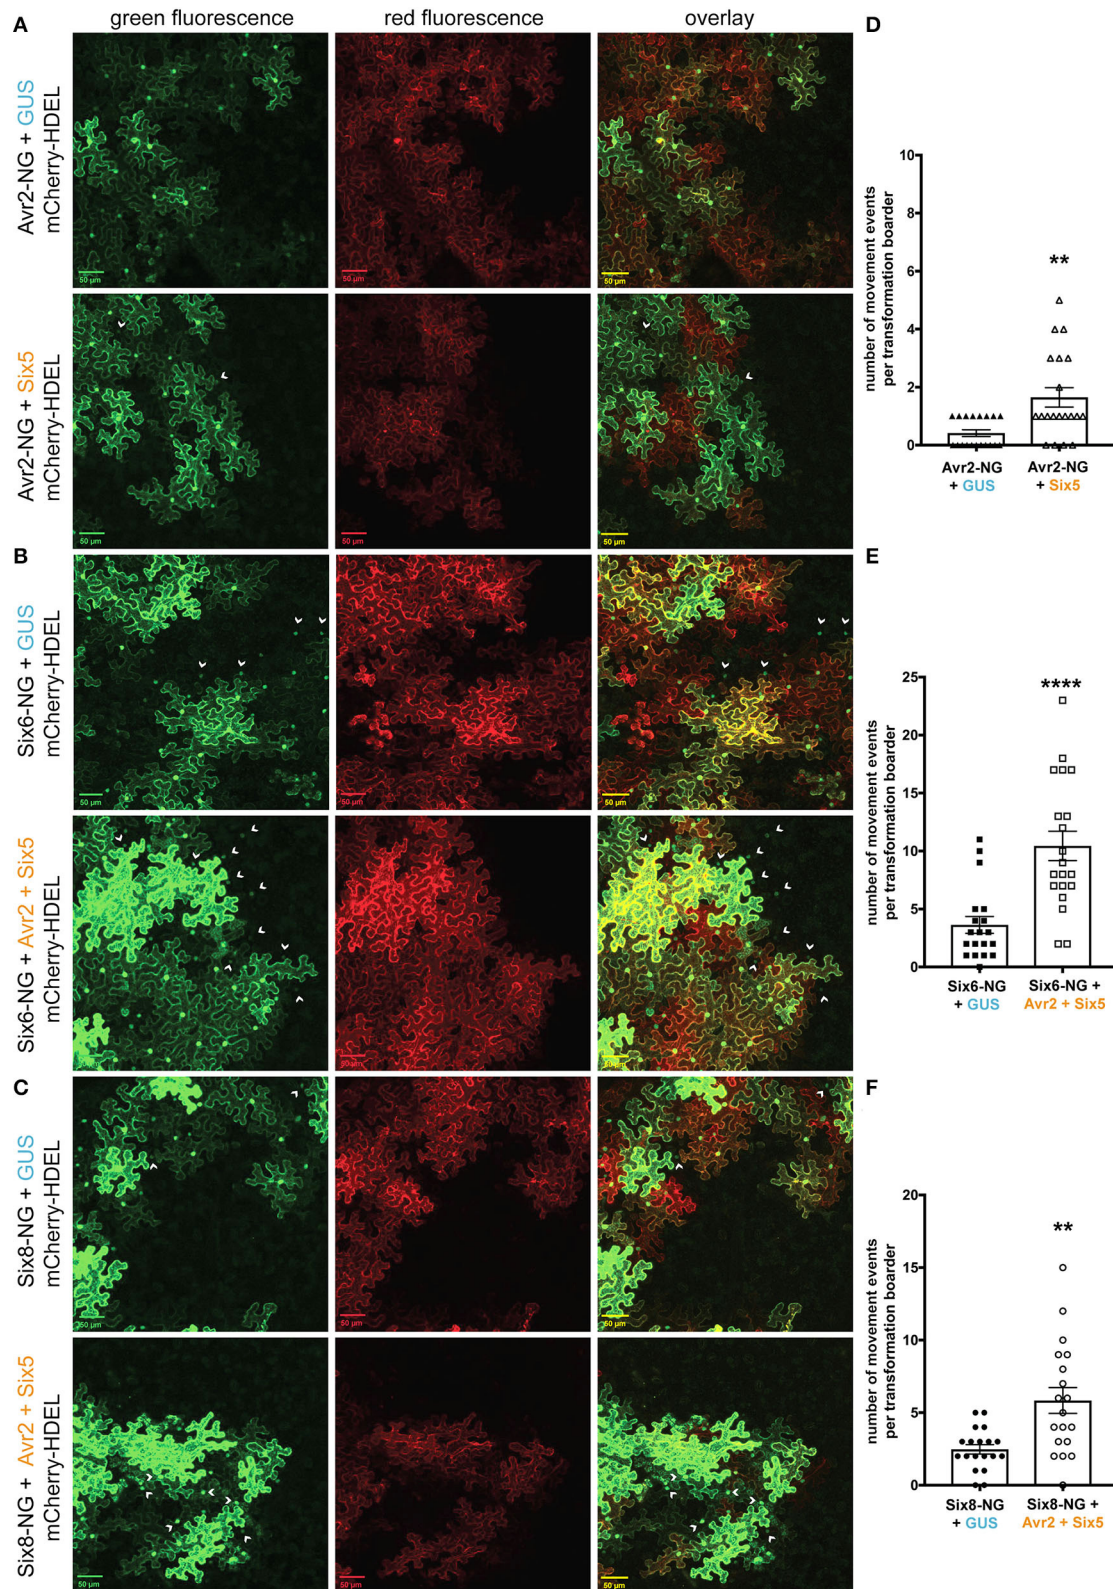 A
green fluorescence
red fluorescence
overlay
Avr2-NG + GUS
mCherry-HDEL
50 µm
50 µm
50 µm
Avr2-NG + Six5
mCherry-HDEL
50 µm
50 µm
50 µm
B
Six6-NG + GUS
mCherry-HDEL
50 µm
50 µm
50 µm
Six6-NG + Avr2 + Six5
mCherry-HDEL
50 µm
50 µm
50 µm
C
Six8-NG + GUS
mCherry-HDEL
50 µm
50 µm
50 µm
Six8-NG + Avr2 + Six5
mCherry-HDEL
50 µm
50 µm
50 µm
D
number of movement events
per transformation boarder
10
8
6
4
2
0
**
Avr2-NG
+ GUS
Avr2-NG
+ Six5
E
number of movement events
per transformation boarder
25
20
15
10
5
0
****
Six6-NG
+ GUS
Six6-NG +
Avr2 + Six5
F
number of movement events
per transformation boarder
20
15
10
5
0
**
Six8-NG
+ GUS
Six8-NG +
Avr2 + Six5